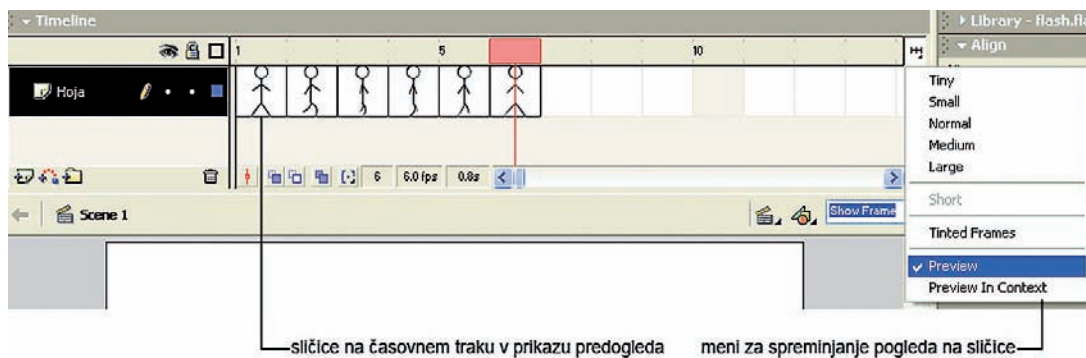 Timeline
Library - flash.fla
1 5 10
Align
Hoja
Tiny
Small
Normal
Medium
Large
6 6.0 fps 0.8s
Short
Scene 1
Show Frame
Tinted Frames
Preview
Preview In Context
sličice na časovnem traku v prikazu predogleda
meni za spreminjanje pogleda na sličice